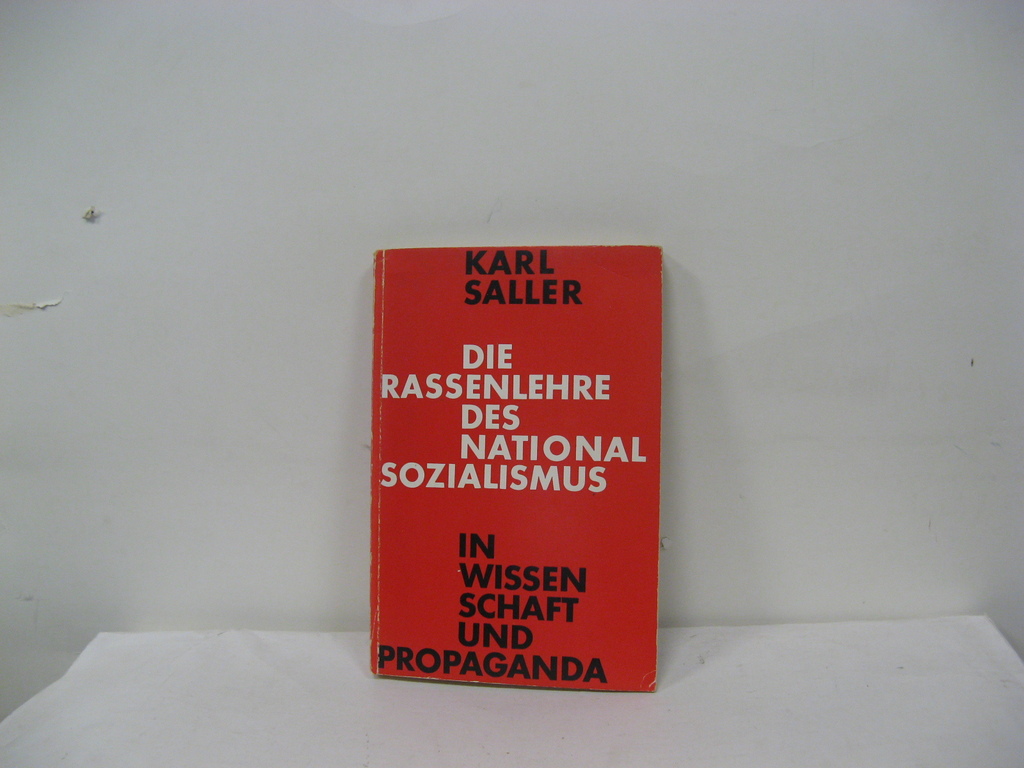 KARL
SALLER
DIE
RASSENLEHRE
DES
NATIONAL
SOZIALISMUS
IN
WISSEN
SCHAFT
UND
PROPAGANDA